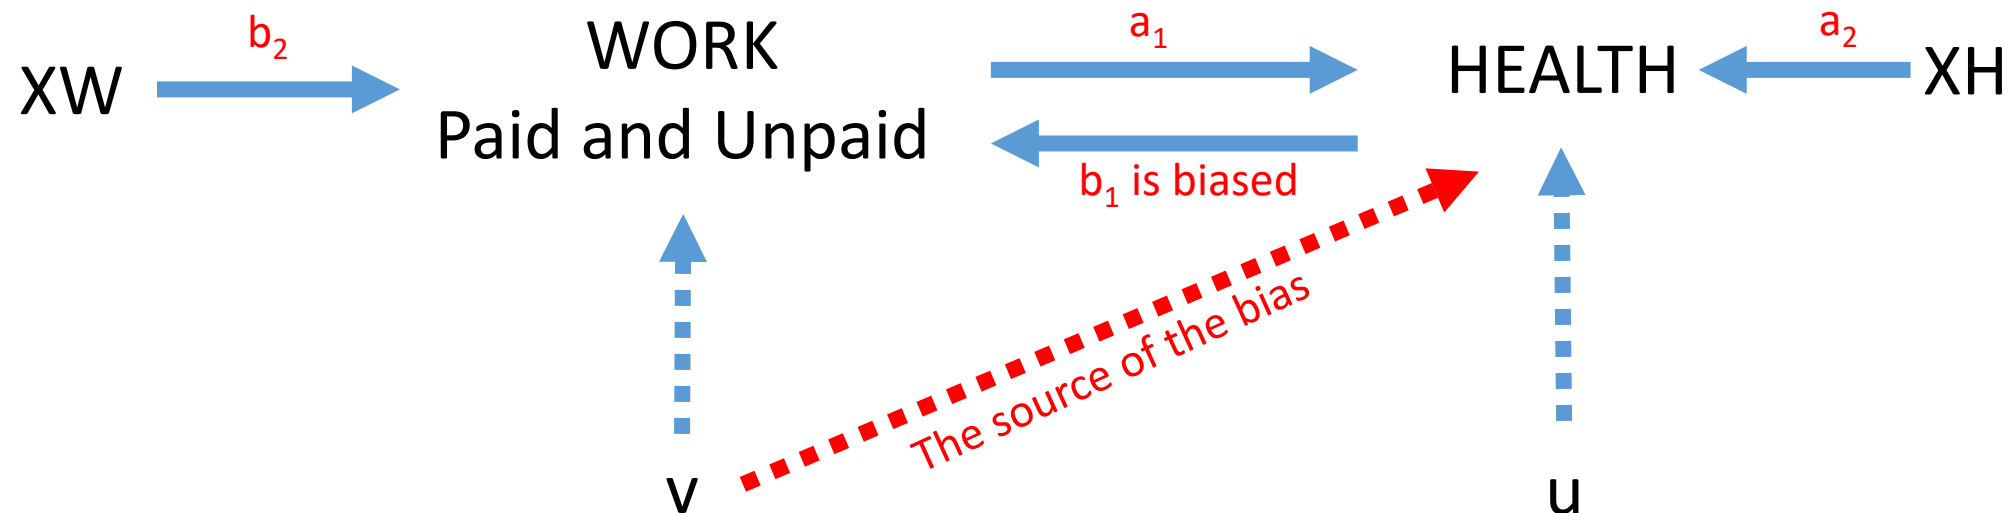 b₂
WORK
a₁
a₂
XW
HEALTH
XH
Paid and Unpaid
b₁ is biased
The source of the bias
v
u